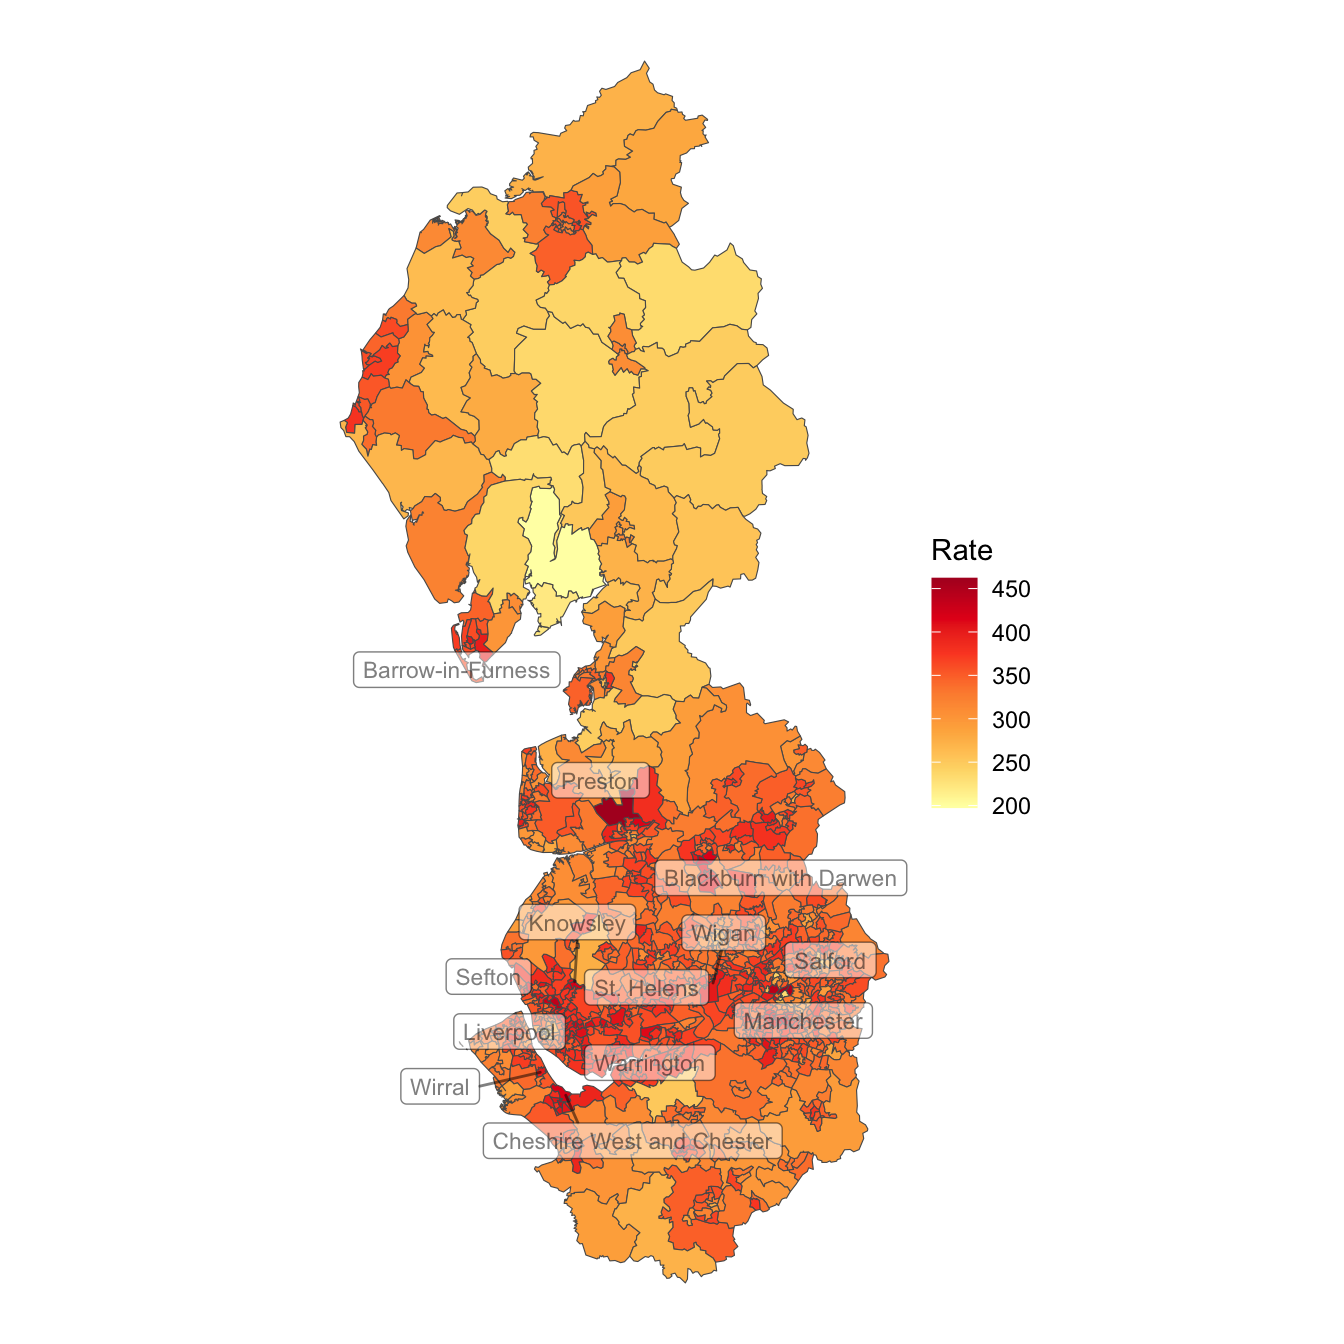 Rate
450
400
350
300
250
200
Barrow-in-Furness
Preston
Blackburn with Darwen
Knowsley
Wigan
Salford
Sefton
St. Helens
Manchester
Liverpool
Warrington
Wirral
Cheshire West and Chester